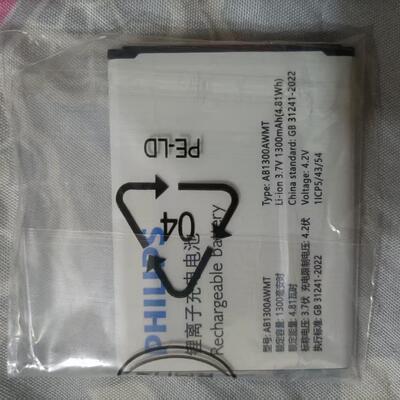 PHILIPS
锂离子充电电池
Rechargeable Battery
Type: AB1300AWMT
Li-ion 3.7V 1300mAh(4.81Wh)
China standard: GB 31241-2022
Voltage: 4.2V
1ICP5/43/54
型号: AB1300AWMT
额定容量: 1300毫安时
额定能量: 4.81瓦时
标称电压: 3.7伏 充电限制电压: 4.2伏
执行标准: GB 31241-2022
04
PE-LD